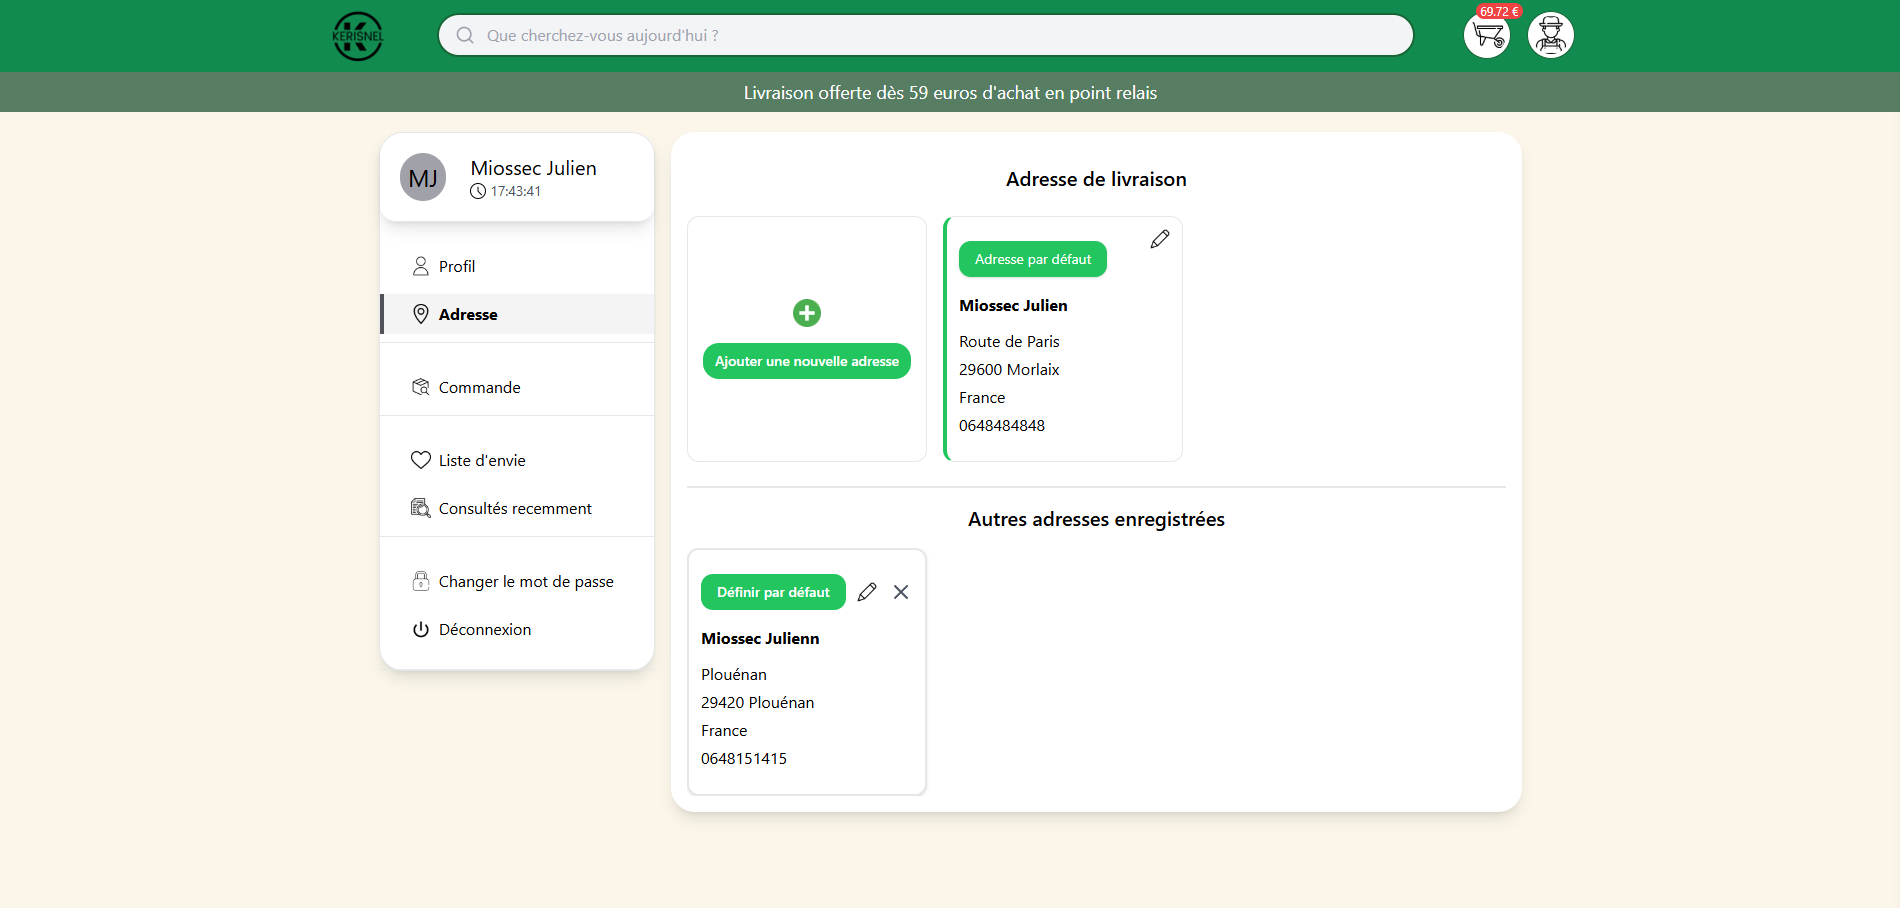 KERISNEL
Que cherchez-vous aujourd'hui ?
69.72 €
Livraison offerte dès 59 euros d'achat en point relais
MJ
Miossec Julien
17:43:41
Profil
Adresse
Commande
Liste d'envie
Consultés recemment
Changer le mot de passe
Déconnexion
Adresse de livraison
Ajouter une nouvelle adresse
Adresse par défaut
Miossec Julien
Route de Paris
29600 Morlaix
France
0648484848
Autres adresses enregistrées
Définir par défaut
Miossec Julienn
Plouénan
29420 Plouénan
France
0648151415